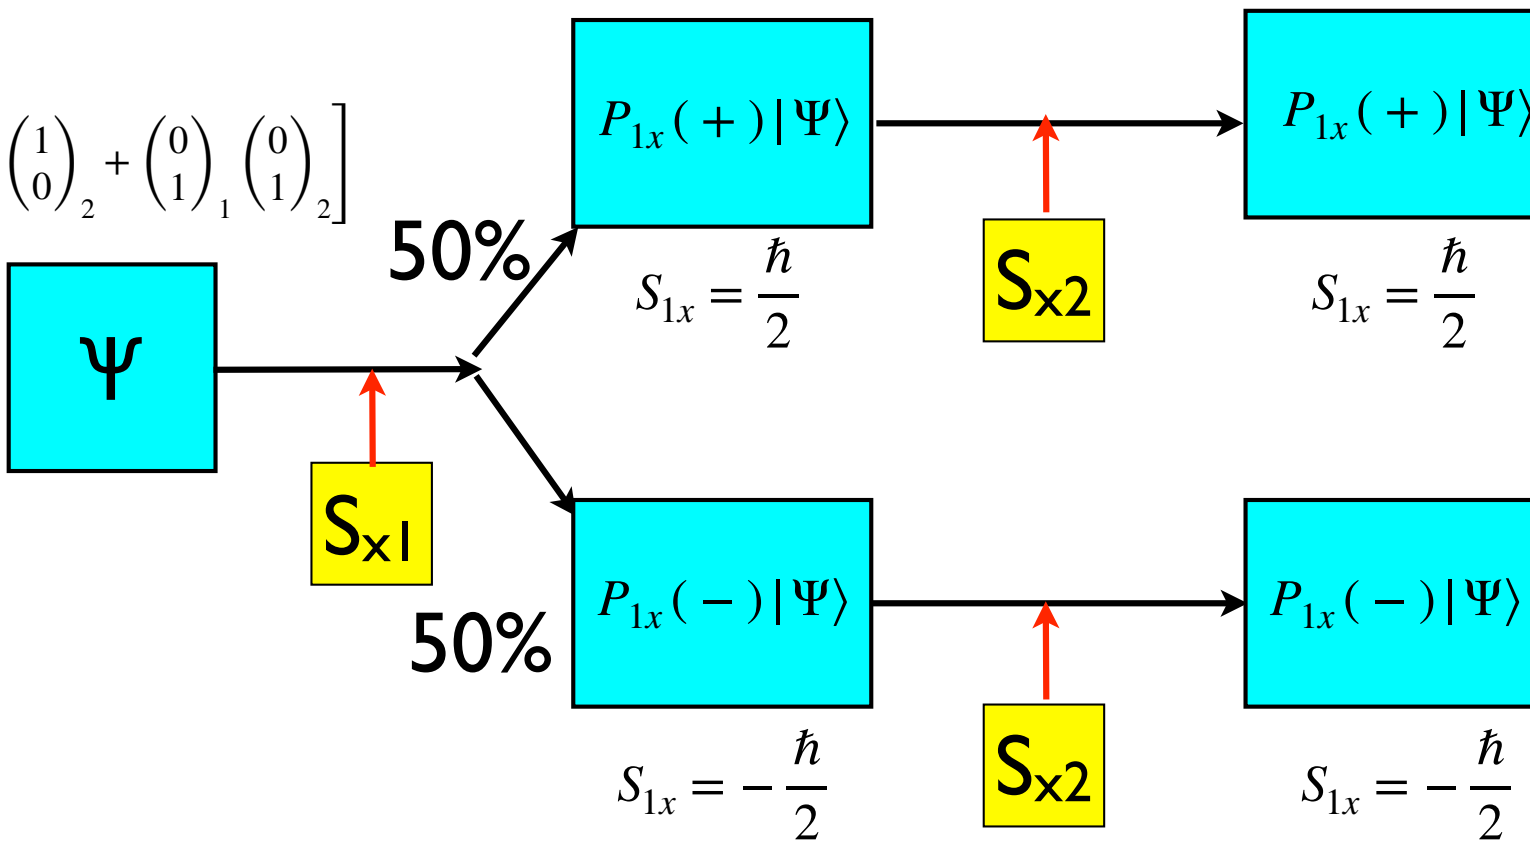 (1 0)₂ + (0 1)₁ (0 1)₂]
50%
Ψ
Sx1
50%
P₁ₓ(+)|Ψ⟩
S₁ₓ = ħ/2
Sx2
P₁ₓ(+)|Ψ⟩
S₁ₓ = ħ/2
P₁ₓ(−)|Ψ⟩
S₁ₓ = −ħ/2
Sx2
P₁ₓ(−)|Ψ⟩
S₁ₓ = −ħ/2